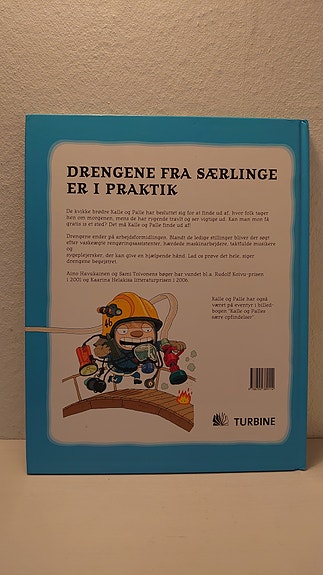 DRENGENE FRA SÆRLINGE
ER I PRAKTIK
De kvikke brødre Kalle og Palle har besluttet sig for at finde ud af, hvor folk tager
hen om morgenen, mens de har rygende travlt og ser vigtige ud. Kan man mon få
gratis is et sted? Det må Kalle og Palle finde ud af!
Drengene ender på arbejdsformidlingen. Blandt de ledige stillinger bliver der søgt
efter vaskeægte rengøringsassistenter, hærdede maskinarbejdere, taktfulde musikere
og
sygeplejersker, der kan give en hjælpende hånd. Lad os prøve det hele, siger
drengene begejstret.
Aino Havukainen og Sami Toivonens bøger har vundet bl.a. Rudolf Koivu-prisen
i 2001 og Kaarina Helakisa litteraturprisen i 2006.
Kalle og Palle har også
været på eventyr i billed-
bogen "Kalle og Palles
sære opfindelser"
46
TURBINE